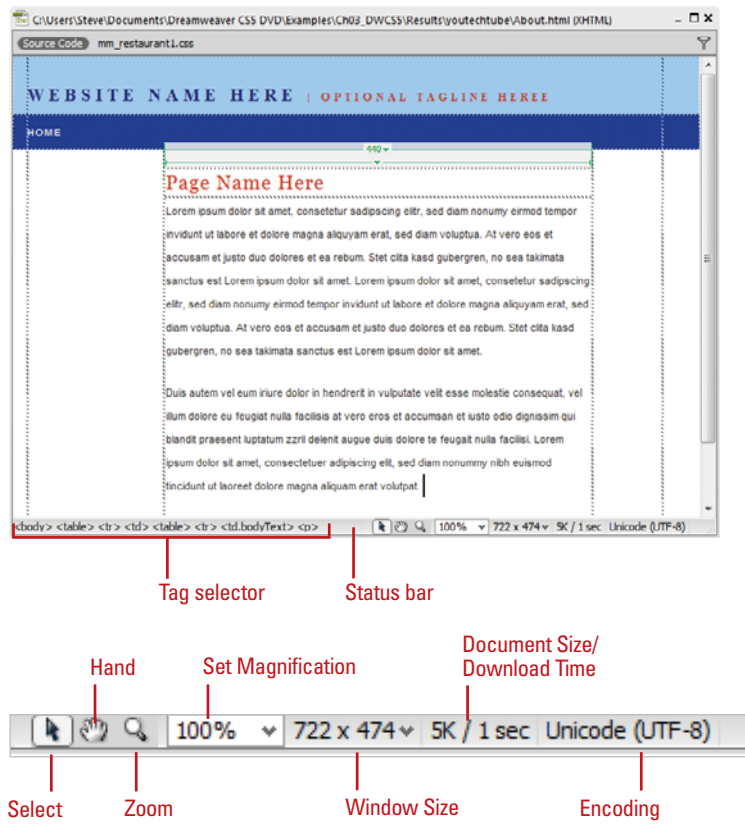 C:\Users\Steve\Documents\Dreamweaver CS5 DVD\Examples\Ch03_DWCS5\Results\youtechtube\About.html (XHTML)
Source Code mm_restaurant1.css
WEBSITE NAME HERE | OPTIONAL TAGLINE HEREE
HOME
440
Page Name Here
Lorem ipsum dolor sit amet, consetetur sadipscing elitr, sed diam nonumy eirmod tempor
invidunt ut labore et dolore magna aliquyam erat, sed diam voluptua. At vero eos et
accusam et justo duo dolores et ea rebum. Stet clita kasd gubergren, no sea takimata
sanctus est Lorem ipsum dolor sit amet. Lorem ipsum dolor sit amet, consetetur sadipscing
elitr, sed diam nonumy eirmod tempor invidunt ut labore et dolore magna aliquyam erat, sed
diam voluptua. At vero eos et accusam et justo duo dolores et ea rebum. Stet clita kasd
gubergren, no sea takimata sanctus est Lorem ipsum dolor sit amet.
Duis autem vel eum iriure dolor in hendrerit in vulputate velit esse molestie consequat, vel
illum dolore eu feugiat nulla facilisis at vero eros et accumsan et iusto odio dignissim qui
blandit praesent luptatum zzril delenit augue duis dolore te feugait nulla facilisi. Lorem
ipsum dolor sit amet, consectetuer adipiscing elit, sed diam nonummy nibh euismod
tincidunt ut laoreet dolore magna aliquam erat volutpat.
<body> <table> <tr> <td> <table> <tr> <td.bodyText> <p> 100% 722 x 474 5K / 1 sec Unicode (UTF-8)
Tag selector Status bar
Hand Set Magnification Document Size/
Download Time
100% 722 x 474 5K / 1 sec Unicode (UTF-8)
Select Zoom Window Size Encoding